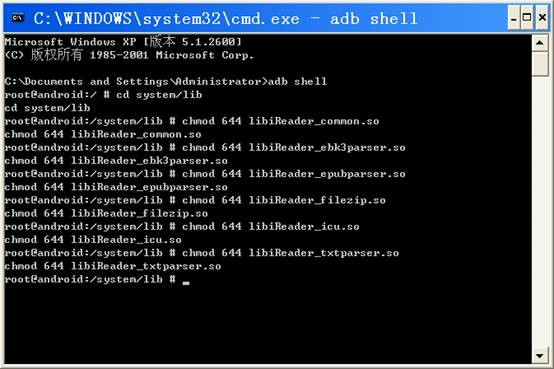 C:\WINDOWS\system32\cmd.exe - adb shell
Microsoft Windows XP [版本 5.1.2600]
(C) 版权所有 1985-2001 Microsoft Corp.
C:\Documents and Settings\Administrator>adb shell
root@android:/ # cd system/lib
cd system/lib
root@android:/system/lib # chmod 644 libiReader_common.so
chmod 644 libiReader_common.so
root@android:/system/lib # chmod 644 libiReader_ebk3parser.so
chmod 644 libiReader_ebk3parser.so
root@android:/system/lib # chmod 644 libiReader_epubparser.so
chmod 644 libiReader_epubparser.so
root@android:/system/lib # chmod 644 libiReader_filezip.so
chmod 644 libiReader_filezip.so
root@android:/system/lib # chmod 644 libiReader_icu.so
chmod 644 libiReader_icu.so
root@android:/system/lib # chmod 644 libiReader_txtparser.so
chmod 644 libiReader_txtparser.so
root@android:/system/lib # _